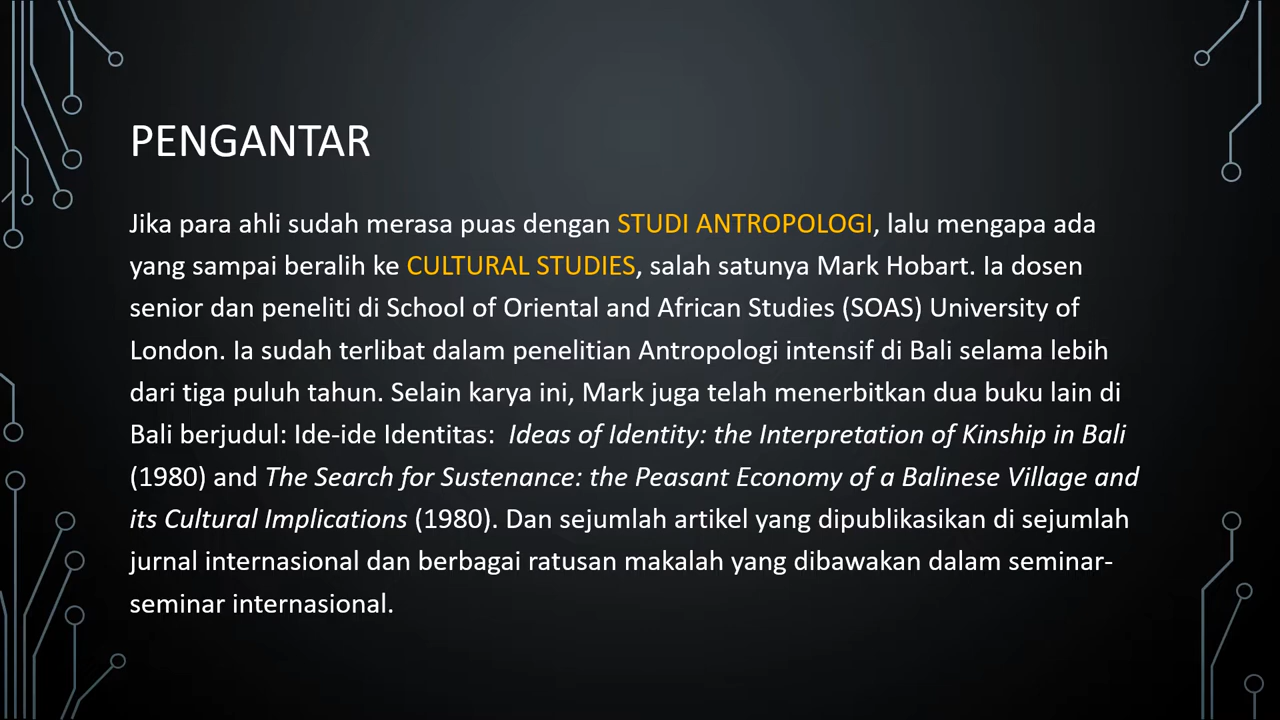 PENGANTAR
Jika para ahli sudah merasa puas dengan STUDI ANTROPOLOGI, lalu mengapa ada
yang sampai beralih ke CULTURAL STUDIES, salah satunya Mark Hobart. Ia dosen
senior dan peneliti di School of Oriental and African Studies (SOAS) University of
London. Ia sudah terlibat dalam penelitian Antropologi intensif di Bali selama lebih
dari tiga puluh tahun. Selain karya ini, Mark juga telah menerbitkan dua buku lain di
Bali berjudul: Ide-ide Identitas: Ideas of Identity: the Interpretation of Kinship in Bali
(1980) and The Search for Sustenance: the Peasant Economy of a Balinese Village and
its Cultural Implications (1980). Dan sejumlah artikel yang dipublikasikan di sejumlah
jurnal internasional dan berbagai ratusan makalah yang dibawakan dalam seminar-
seminar internasional.